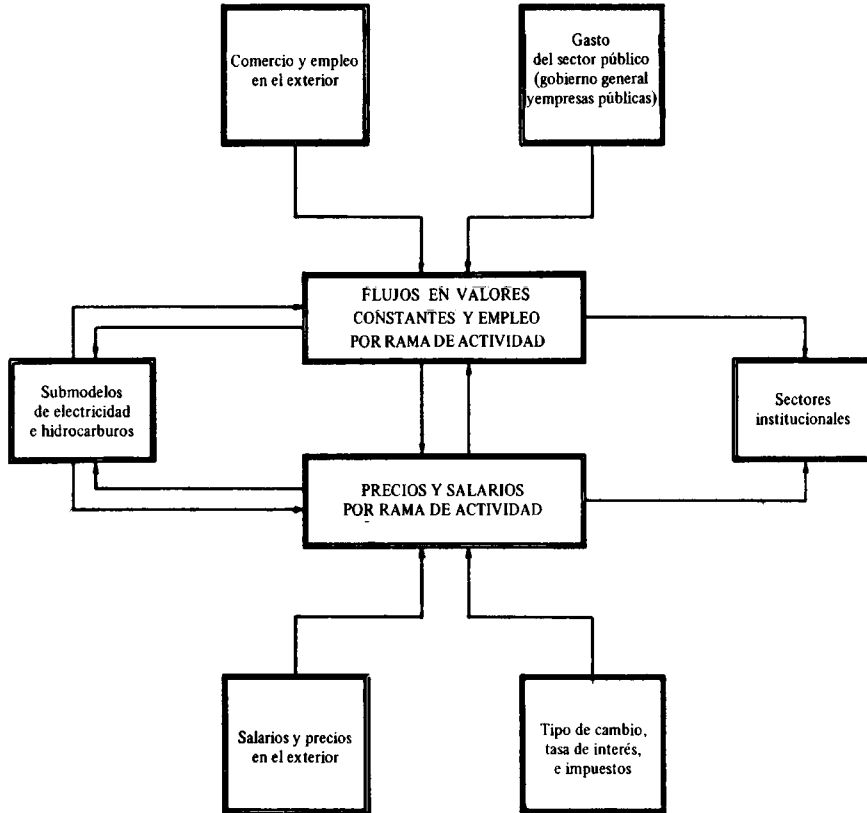 Comercio y empleo
en el exterior
Gasto
del sector público
(gobierno general
yempresas públicas)
FLUJOS EN VALORES
CONSTANTES Y EMPLEO
POR RAMA DE ACTIVIDAD
Submodelos
de electricidad
e hidrocarburos
Sectores
institucionales
PRECIOS Y SALARIOS
POR RAMA DE ACTIVIDAD
Salarios y precios
en el exterior
Tipo de cambio,
tasa de interés,
e impuestos